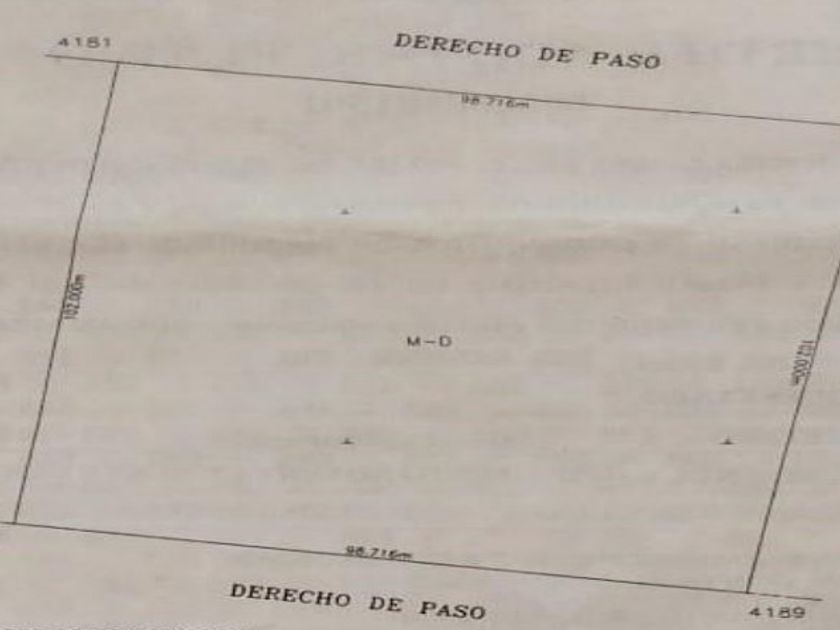 4181
DERECHO DE PASO
98.716m
102.000m
M-D
102.000m
98.716m
DERECHO DE PASO
4189